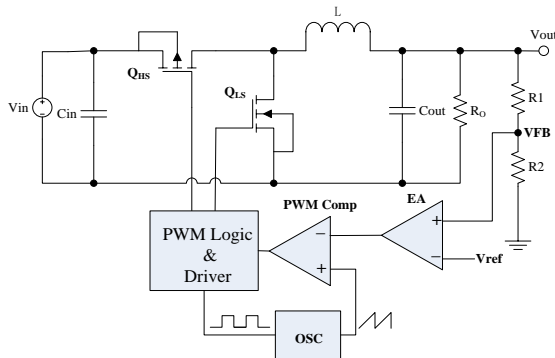 L
Vout
QHS
QLS
Vin
Cin
Cout
RO
R1
VFB
R2
EA
PWM Comp
+
−
−
+
Vref
PWM Logic
&
Driver
OSC